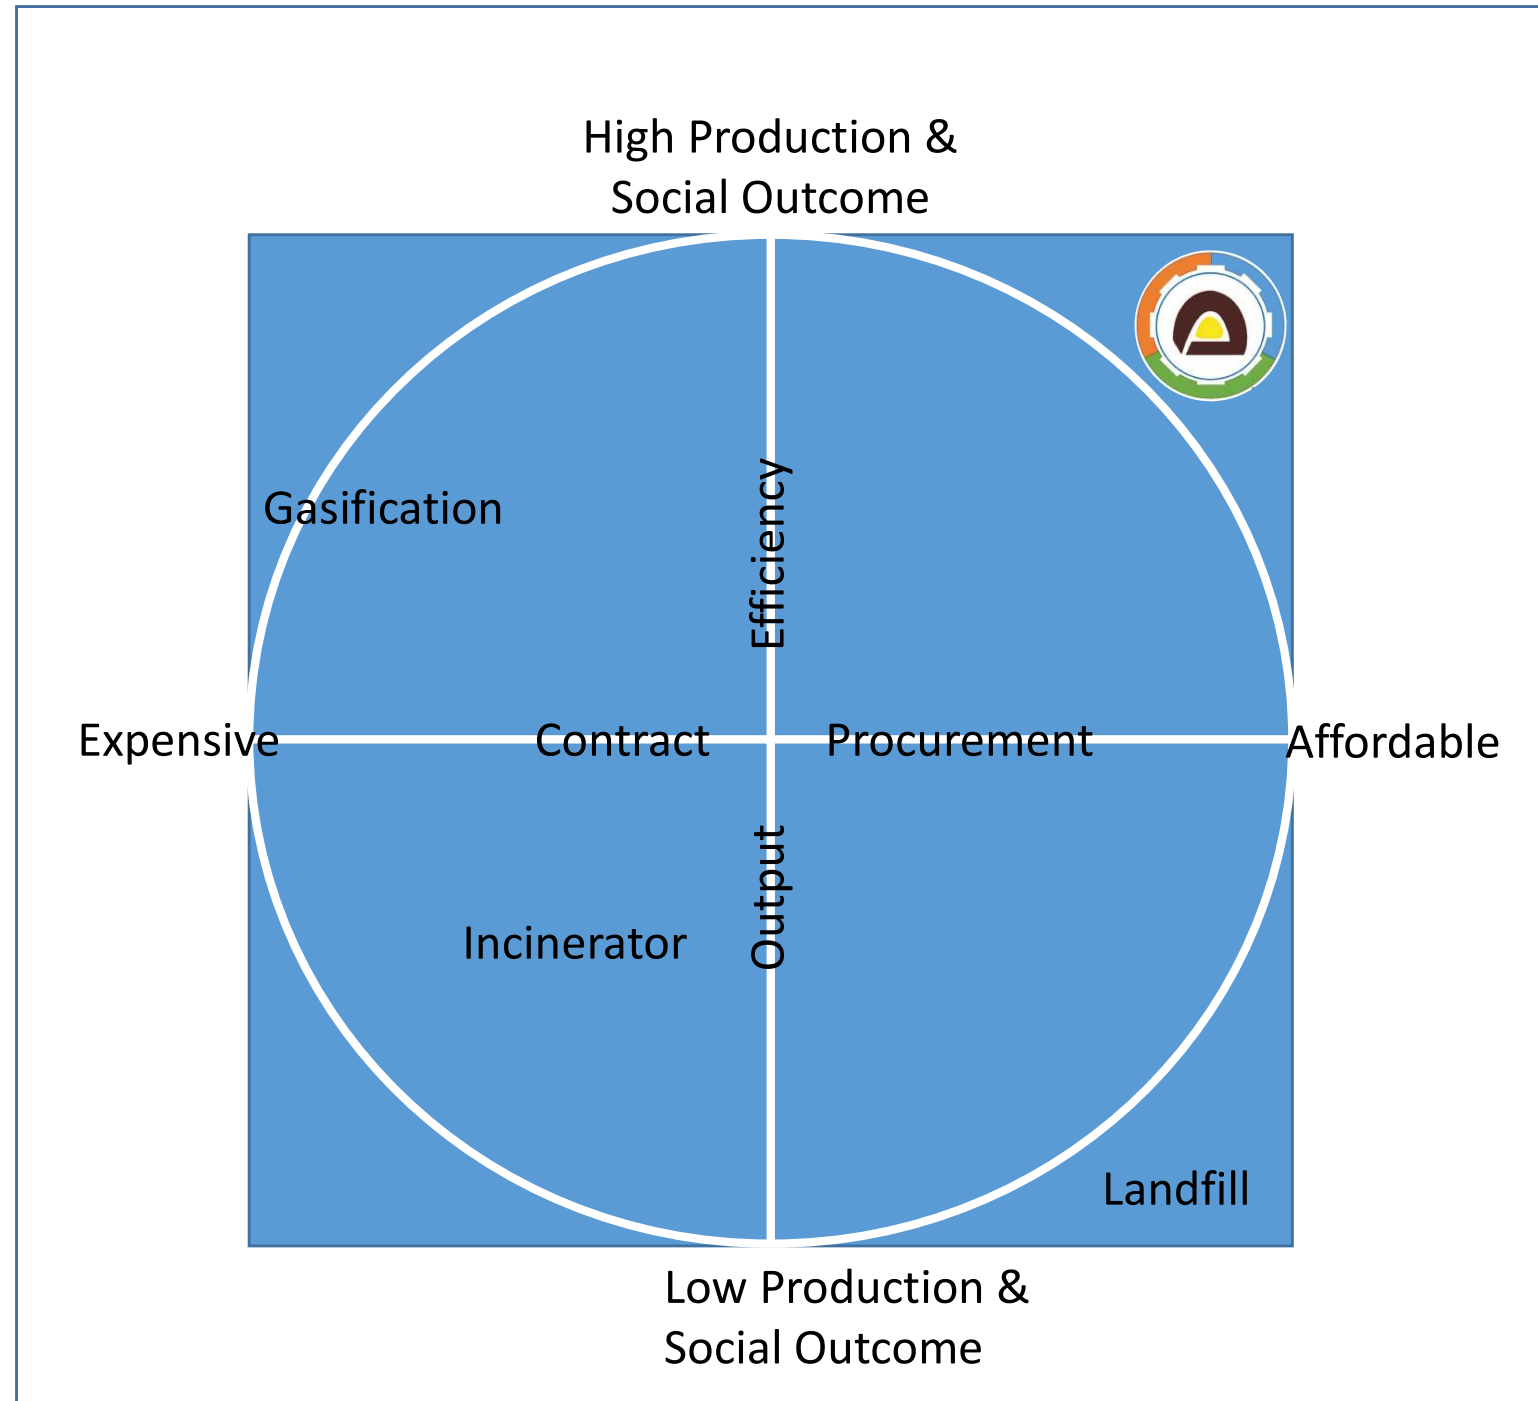 High Production &
Social Outcome
Gasification
Efficiency
Expensive
Contract
Procurement
Affordable
Output
Incinerator
Landfill
Low Production &
Social Outcome